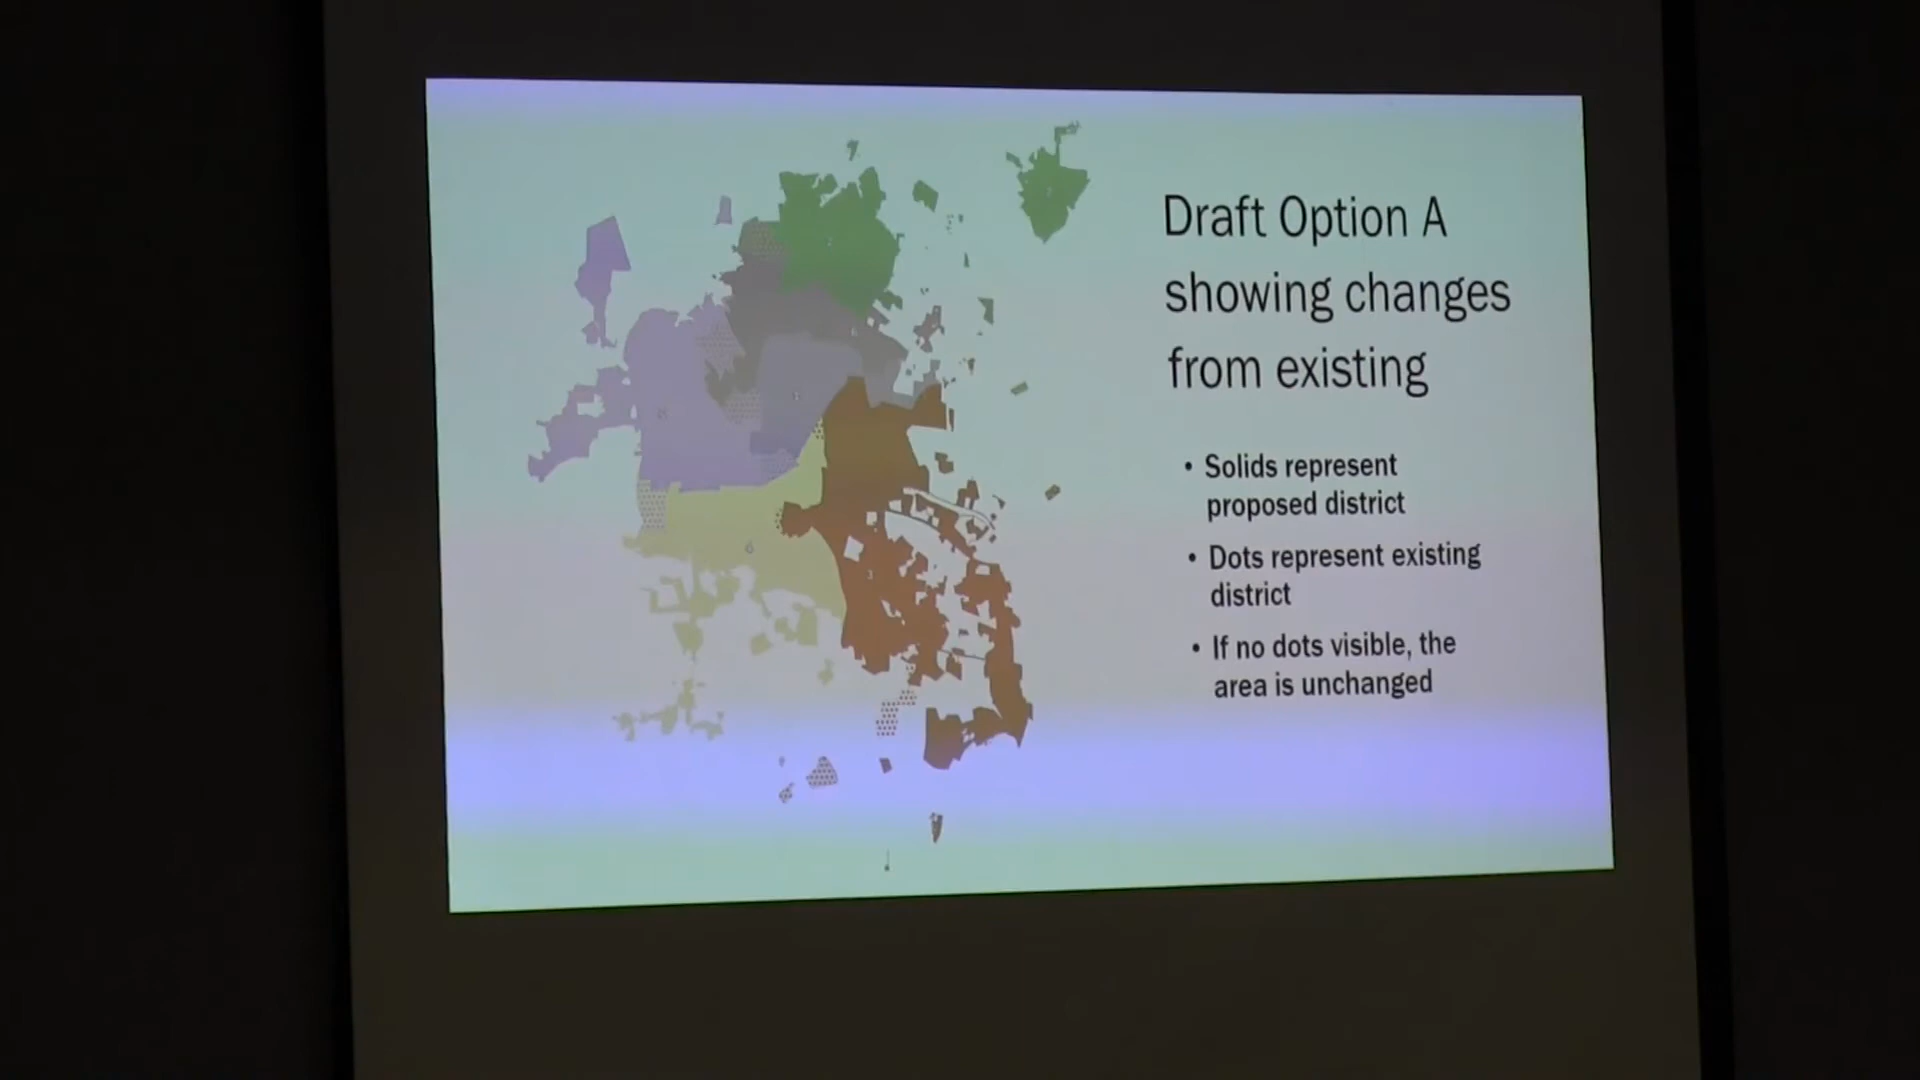 Draft Option A
showing changes
from existing
• Solids represent
proposed district
• Dots represent existing
district
• If no dots visible, the
area is unchanged